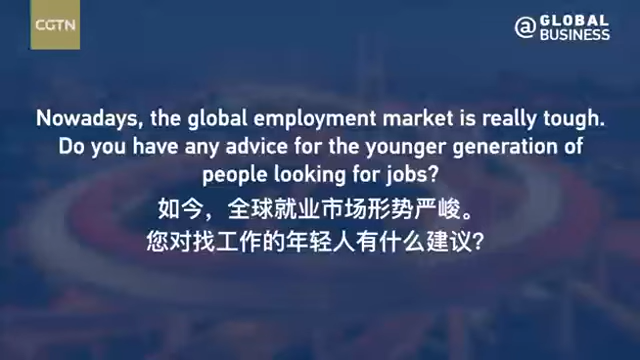 CGTN
@GLOBAL
BUSINESS
Nowadays, the global employment market is really tough.
Do you have any advice for the younger generation of
people looking for jobs?
如今，全球就业市场形势严峻。
您对找工作的年轻人有什么建议？